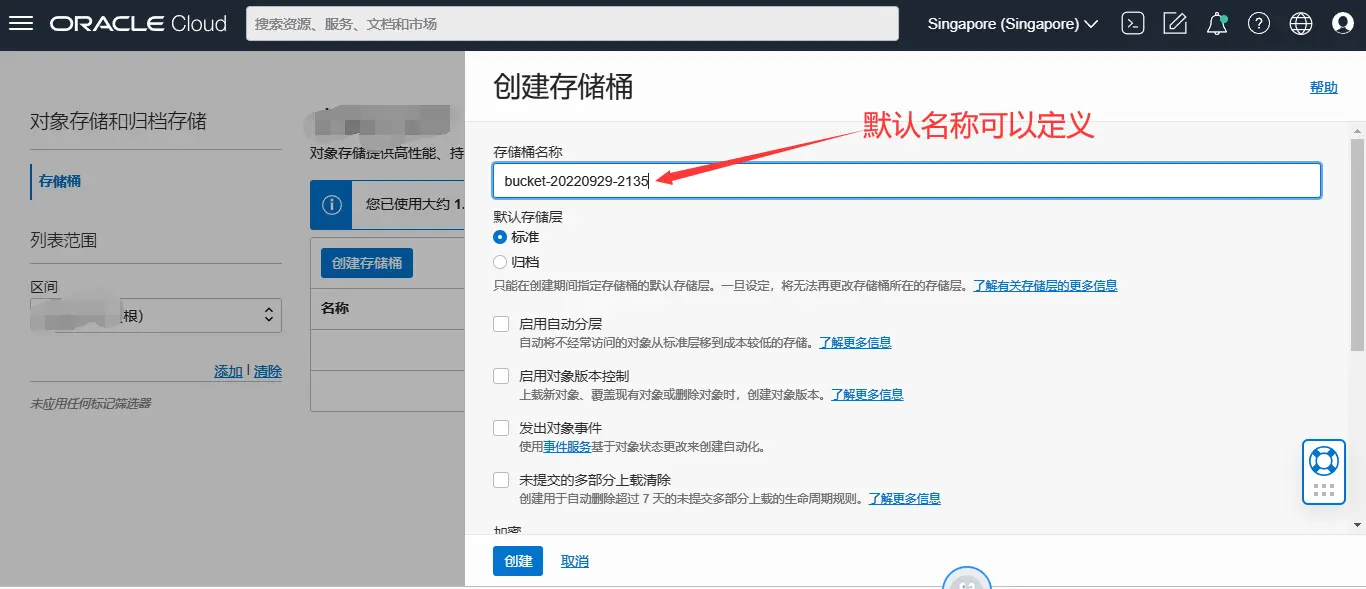 ORACLE Cloud
搜索资源、服务、文档和市场
Singapore (Singapore)
对象存储和归档存储
存储桶
列表范围
区间
根)
添加 | 清除
未应用任何标记筛选器
对象存储提供高性能、持
您已使用大约 1.
创建存储桶
名称
创建存储桶
帮助
默认名称可以定义
存储桶名称
bucket-20220929-2135
默认存储层
标准
归档
只能在创建期间指定存储桶的默认存储层。一旦设定，将无法再更改存储桶所在的存储层。了解有关存储层的更多信息
启用自动分层
自动将不经常访问的对象从标准层移到成本较低的存储。了解更多信息
启用对象版本控制
上载新对象、覆盖现有对象或删除对象时，创建对象版本。了解更多信息
发出对象事件
使用事件服务基于对象状态更改来创建自动化。
未提交的多部分上载清除
创建用于自动删除超过 7 天的未提交多部分上载的生命周期规则。了解更多信息
加密
创建
取消